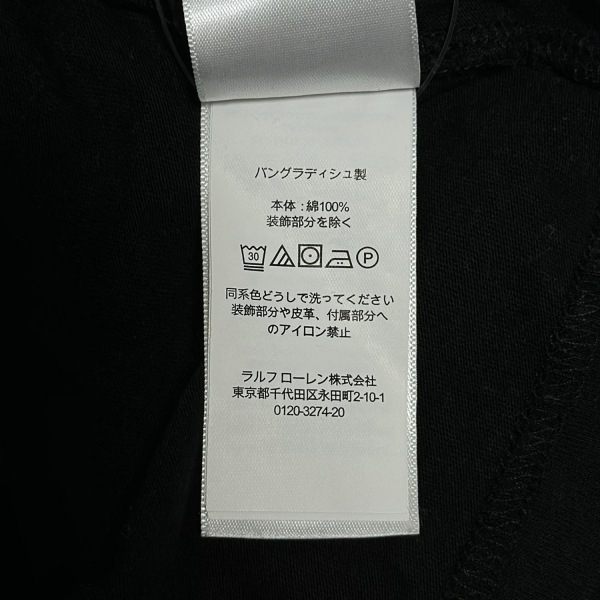 バングラディシュ製
本体：綿100%
装飾部分を除く
30 P
同系色どうしで洗ってください
装飾部分や皮革、付属部分へ
のアイロン禁止
ラルフ ローレン株式会社
東京都千代田区永田町2-10-1
0120-3274-20